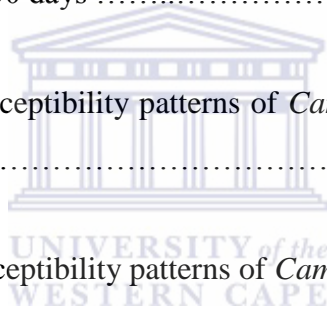 0 days ……..……………
ceptibility patterns of Ca
……………………………
UNIVERSITY of the
ceptibility patterns of Cam
WESTERN CAPE